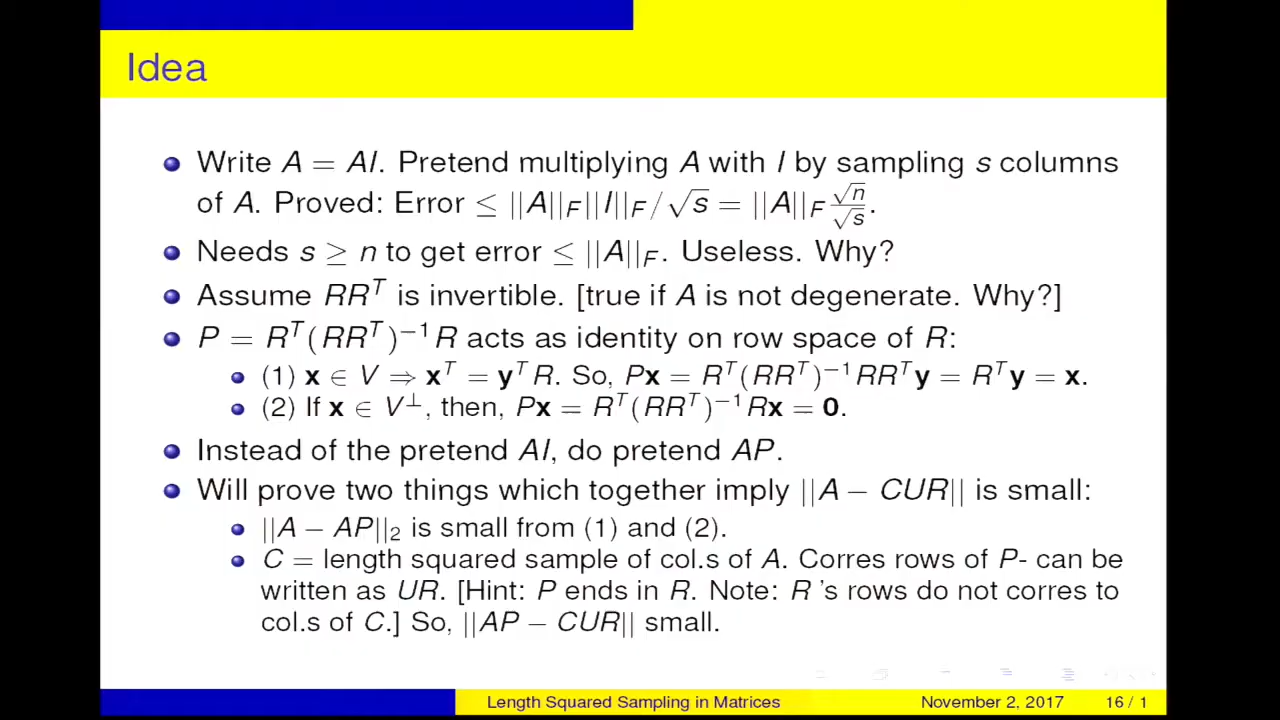 Idea
Write A = AI. Pretend multiplying A with I by sampling s columns
of A. Proved: Error ≤ ||A||_F||I||_F/√s = ||A||_F √n/√s.
Needs s ≥ n to get error ≤ ||A||_F. Useless. Why?
Assume RR^T is invertible. [true if A is not degenerate. Why?]
P = R^T(RR^T)^−1R acts as identity on row space of R:
(1) x ∈ V ⇒ x^T = y^T R. So, Px = R^T(RR^T)^−1RR^T y = R^T y = x.
(2) If x ∈ V^⊥, then, Px = R^T(RR^T)^−1Rx = 0.
Instead of the pretend AI, do pretend AP.
Will prove two things which together imply ||A − CUR|| is small:
||A − AP||_2 is small from (1) and (2).
C = length squared sample of col.s of A. Corres rows of P- can be
written as UR. [Hint: P ends in R. Note: R 's rows do not corres to
col.s of C.] So, ||AP − CUR|| small.
Length Squared Sampling in Matrices November 2, 2017 16 / 1